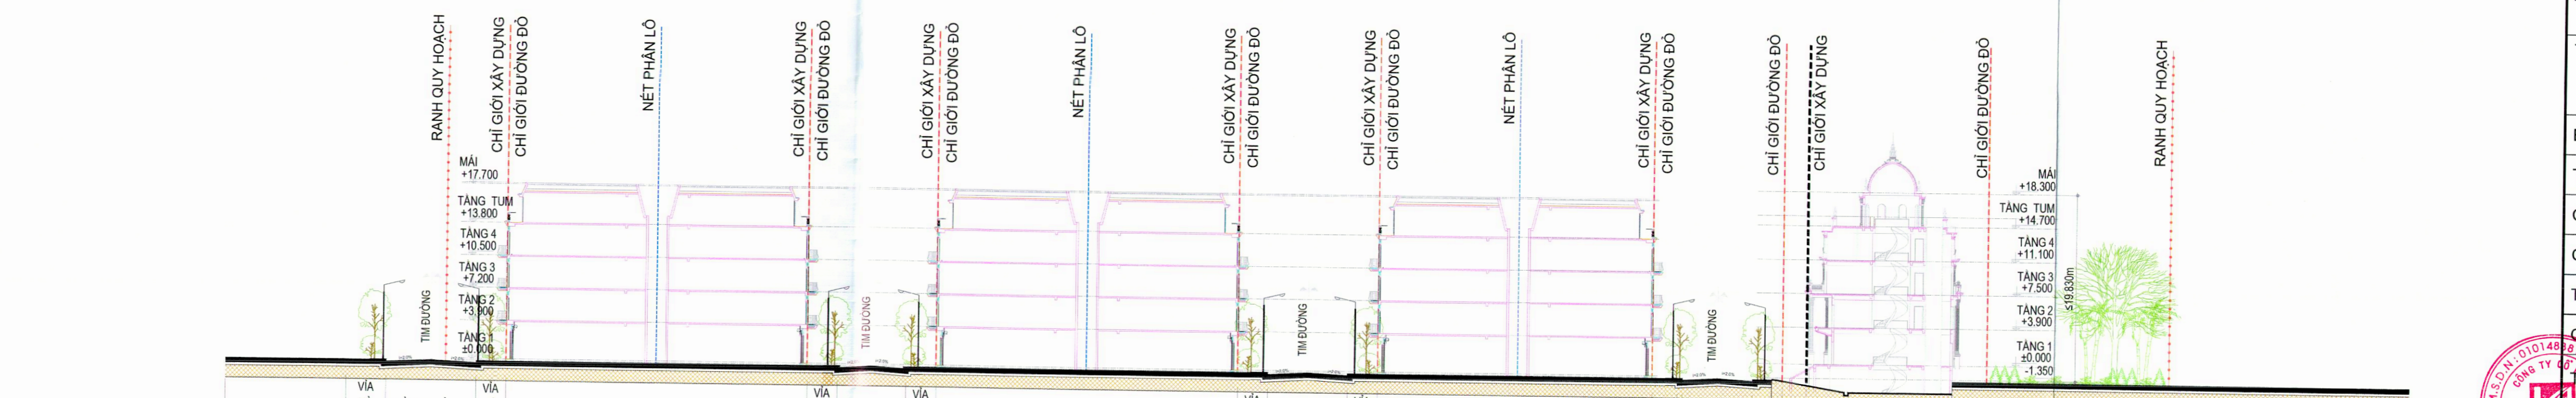 RANH QUY HOẠCH
CHỈ GIỚI XÂY DỰNG
CHỈ GIỚI ĐƯỜNG ĐỎ
NÉT PHÂN LÔ
CHỈ GIỚI XÂY DỰNG
CHỈ GIỚI ĐƯỜNG ĐỎ
CHỈ GIỚI XÂY DỰNG
CHỈ GIỚI ĐƯỜNG ĐỎ
NÉT PHÂN LÔ
CHỈ GIỚI XÂY DỰNG
CHỈ GIỚI ĐƯỜNG ĐỎ
CHỈ GIỚI XÂY DỰNG
CHỈ GIỚI ĐƯỜNG ĐỎ
NÉT PHÂN LÔ
CHỈ GIỚI XÂY DỰNG
CHỈ GIỚI ĐƯỜNG ĐỎ
CHỈ GIỚI ĐƯỜNG ĐỎ
CHỈ GIỚI XÂY DỰNG
CHỈ GIỚI ĐƯỜNG ĐỎ
RANH QUY HOẠCH
MÁI
+17.700
TẦNG TUM
+13.800
TẦNG 4
+10.500
TẦNG 3
+7.200
TẦNG 2
+3.900
TẦNG 1
±0.000
TIM ĐƯỜNG
TIM ĐƯỜNG
TIM ĐƯỜNG
TIM ĐƯỜNG
MÁI
+18.300
TẦNG TUM
+14.700
TẦNG 4
+11.100
TẦNG 3
+7.500
TẦNG 2
+3.900
TẦNG 1
±0.000
-1.350
≤19.830m
VỈA
VỈA
VỈA
VỈA
VỈA
M.S.D.N: 01014888
CÔNG TY CỔ